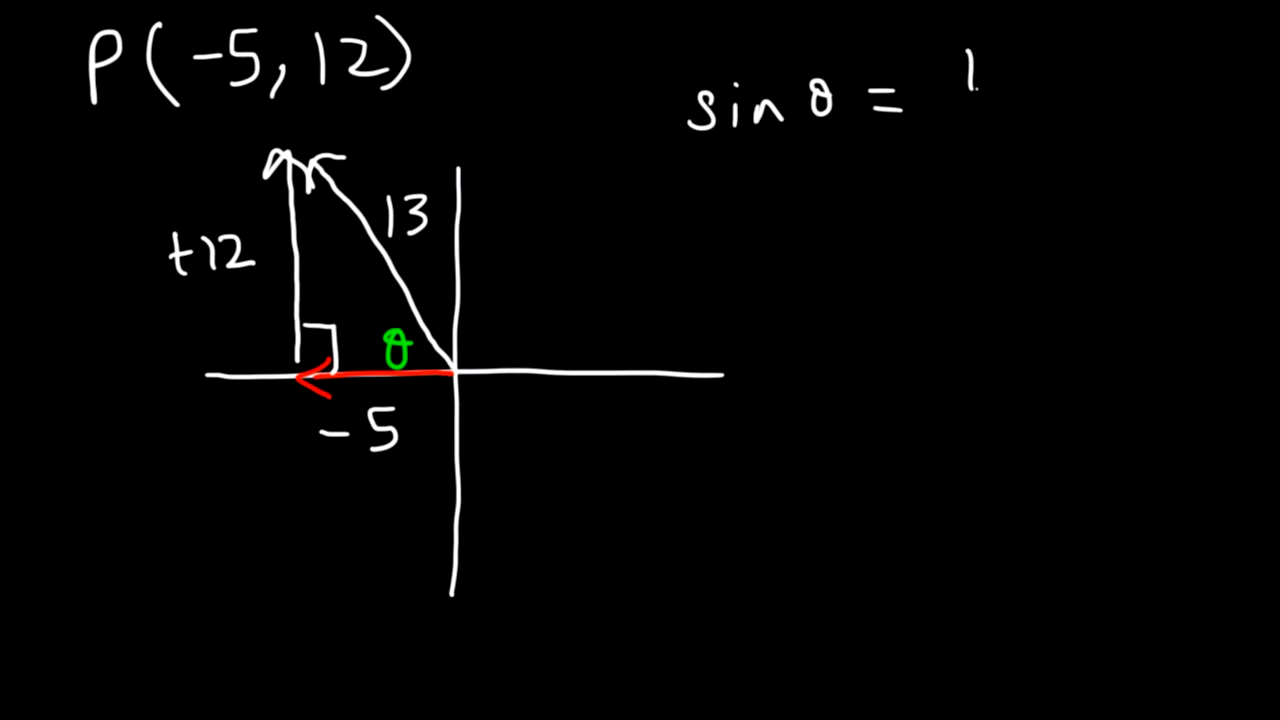 P(-5,12)
sin θ = 1
+12
13
θ
-5